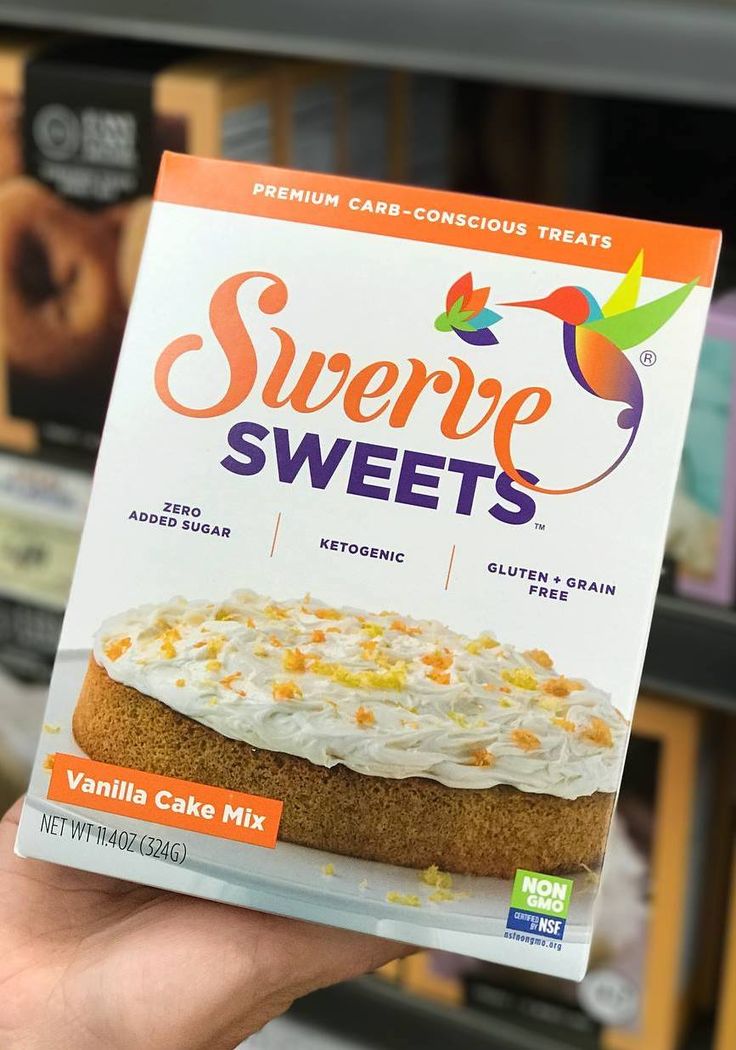 PREMIUM CARB-CONSCIOUS TREATS
Swerve
®
SWEETS
™
ZERO
ADDED SUGAR
KETOGENIC
GLUTEN + GRAIN
FREE
Vanilla Cake Mix
NET WT 11.4OZ (324G)
NON
GMO
CERTIFIED
BY NSF
nsfnongmo.org